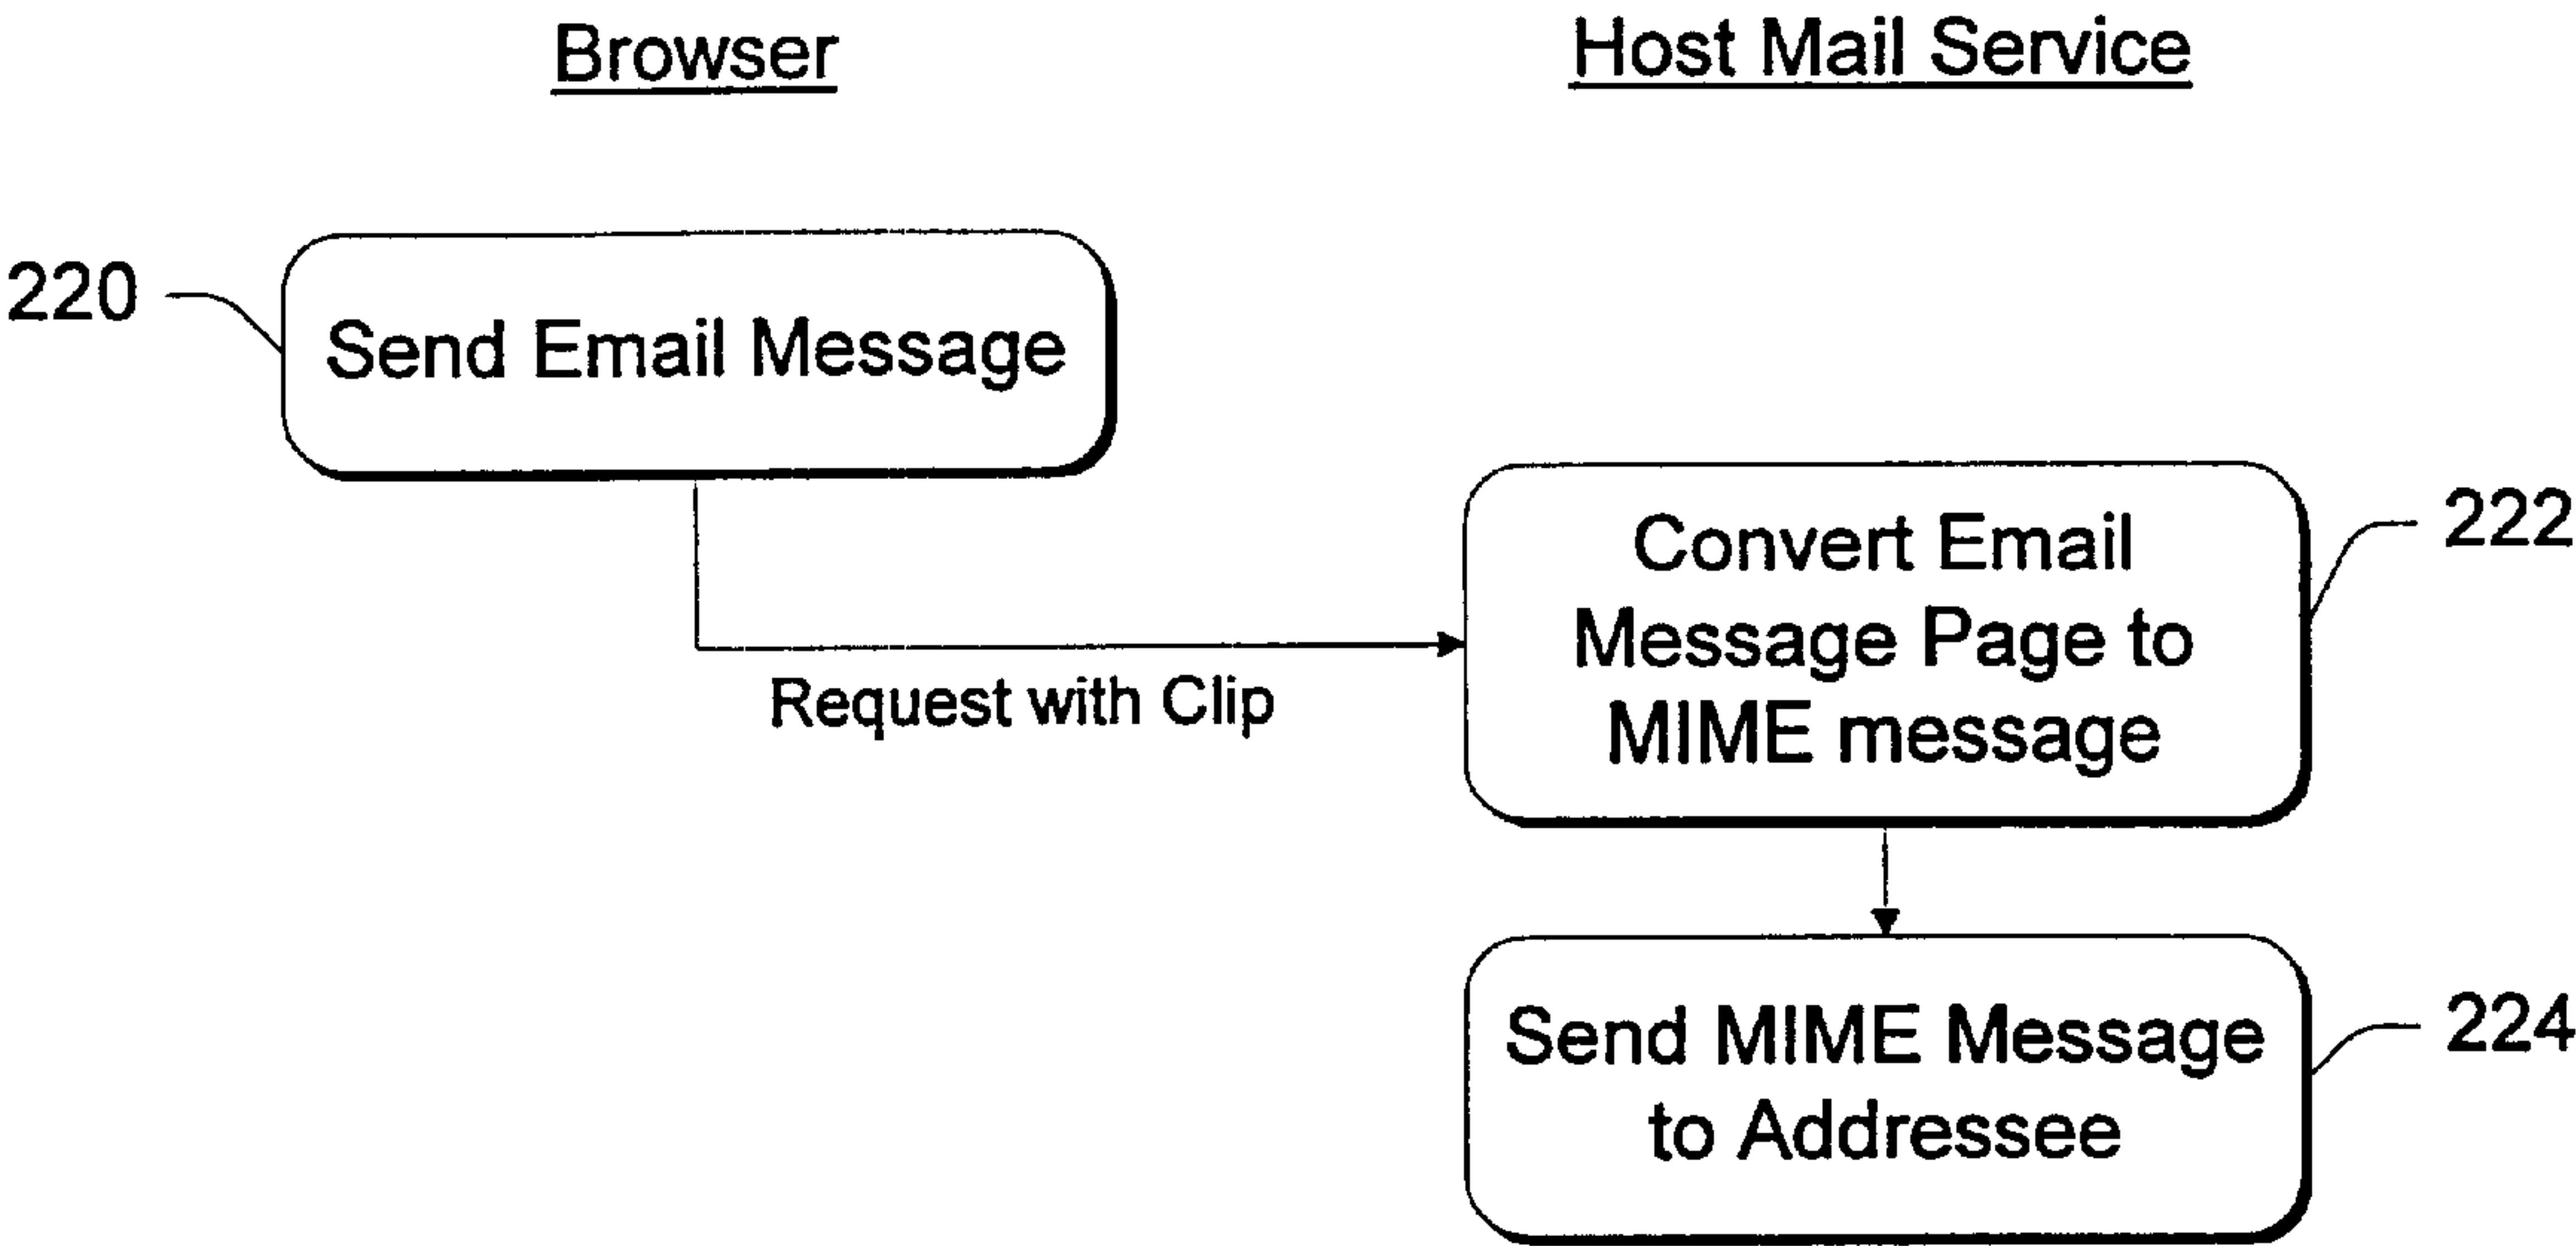 Browser
Host Mail Service
220
Send Email Message
Request with Clip
Convert Email
Message Page to
MIME message
222
Send MIME Message
to Addressee
224